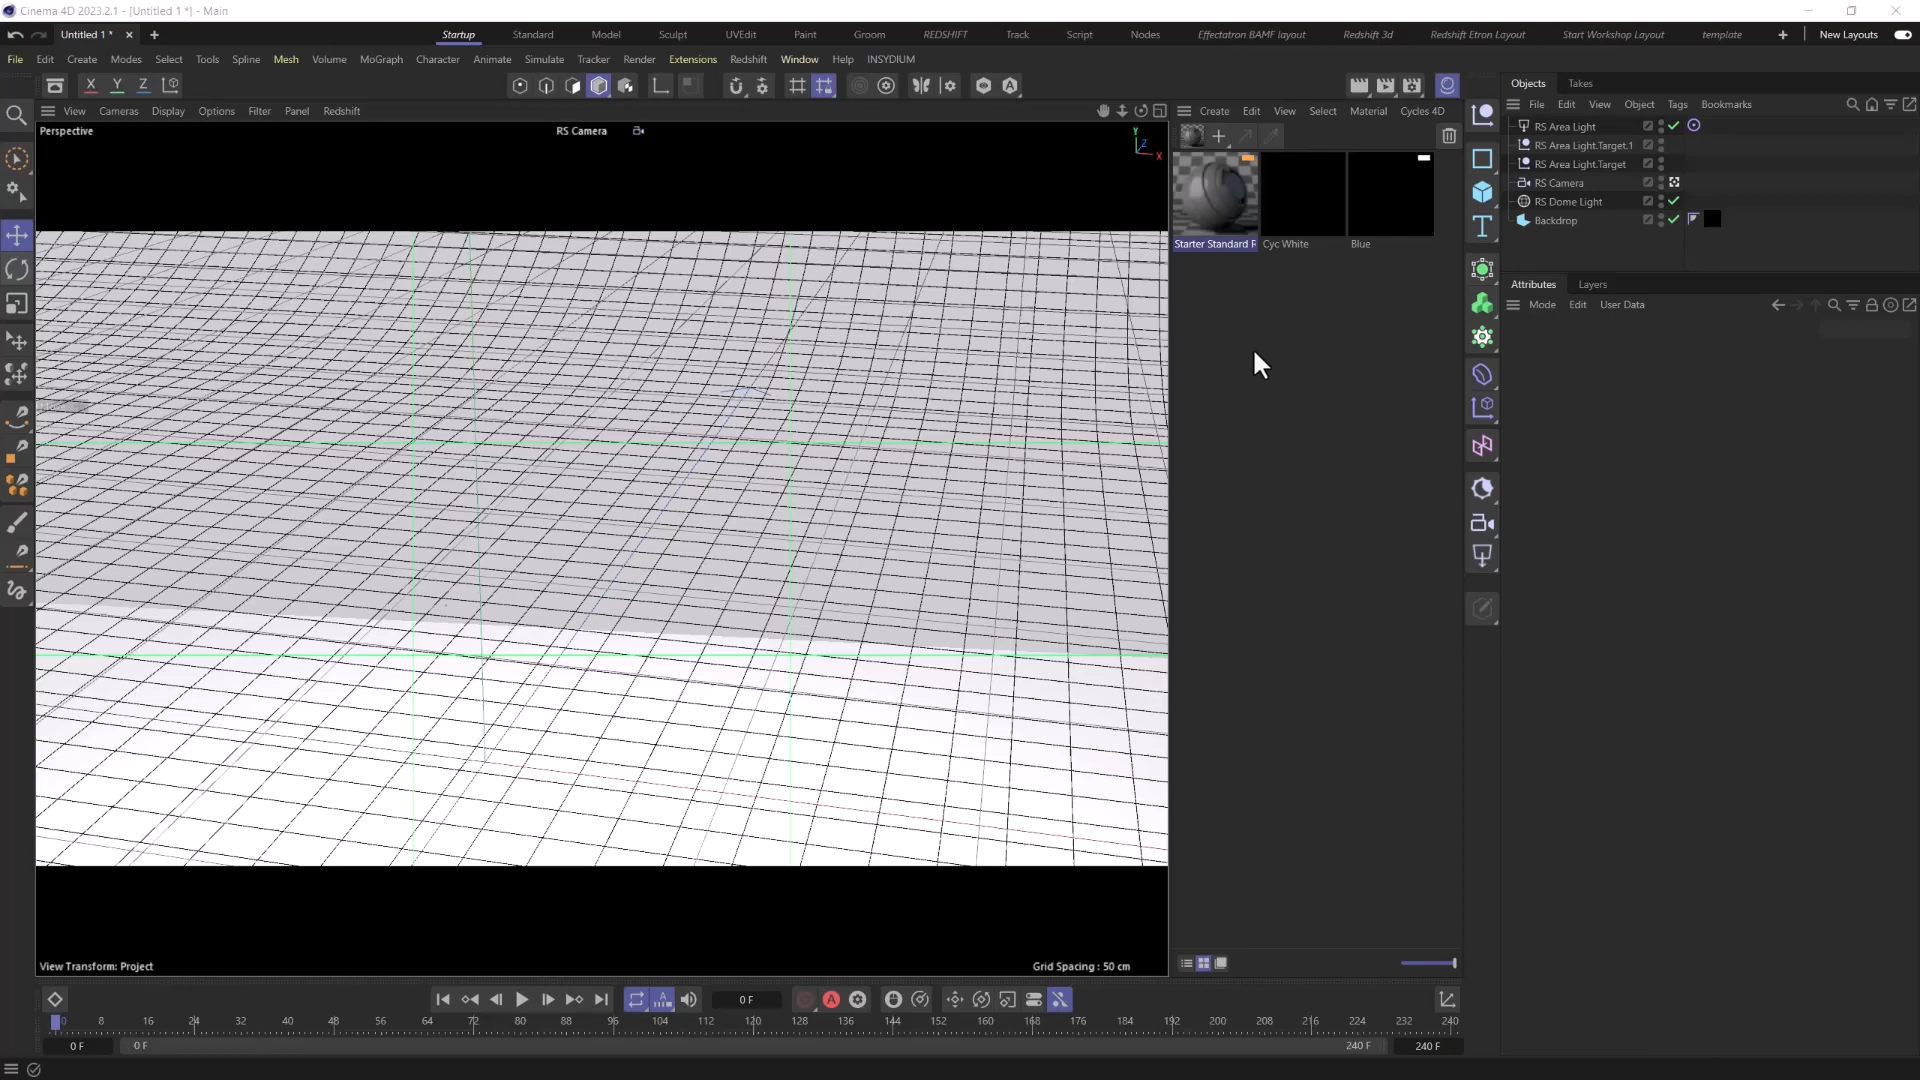 Cinema 4D 2023.2.1 - [Untitled 1 *] - Main
Untitled 1 *
Startup Standard Model Sculpt UVEdit Paint Groom REDSHIFT Track Script Nodes Effectatron BAMF layout Redshift 3d Redshift Etron Layout Start Workshop Layout template New Layouts
File Edit Create Modes Select Tools Spline Mesh Volume MoGraph Character Animate Simulate Tracker Render Extensions Redshift Window Help INSYDIUM
X Y Z
Objects Takes
File Edit View Object Tags Bookmarks
View Cameras Display Options Filter Panel Redshift
Create Edit View Select Material Cycles 4D
Perspective
RS Camera
Y
Z
X
Starter Standard F
Cyc White
Blue
RS Area Light
RS Area Light.Target.1
RS Area Light.Target
RS Camera
RS Dome Light
Backdrop
Attributes Layers
Mode Edit User Data
View Transform: Project
Grid Spacing : 50 cm
0 F
0 8 16 24 32 40 48 56 64 72 80 88 96 104 112 120 128 136 144 152 160 168 176 184 192 200 208 216 224 232 240
0 F 0 F 240 F 240 F